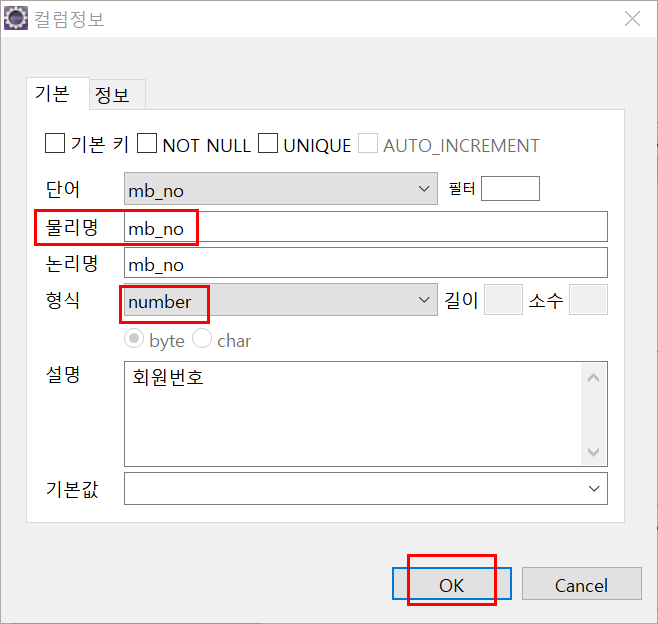 컬럼정보
기본 정보
기본 키 NOT NULL UNIQUE AUTO_INCREMENT
단어 mb_no 필터
물리명 mb_no
논리명 mb_no
형식 number 길이 소수
byte char
설명 회원번호
기본값
OK Cancel